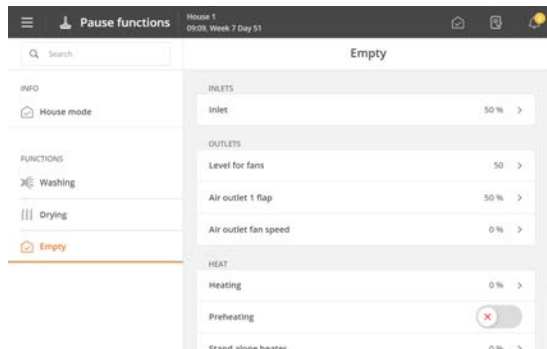 Pause functions
House 1
09:09, Week 7 Day 51
Search
Empty
INFO
House mode
FUNCTIONS
Washing
Drying
Empty
INLETS
Inlet 50 %
OUTLETS
Level for fans 50
Air outlet 1 flap 50 %
Air outlet fan speed 0 %
HEAT
Heating 0 %
Preheating
Stand alone heater 0 %